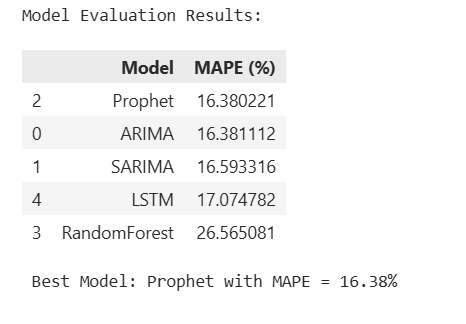 Model Evaluation Results:
Model MAPE (%)
2 Prophet 16.380221
0 ARIMA 16.381112
1 SARIMA 16.593316
4 LSTM 17.074782
3 RandomForest 26.565081
Best Model: Prophet with MAPE = 16.38%